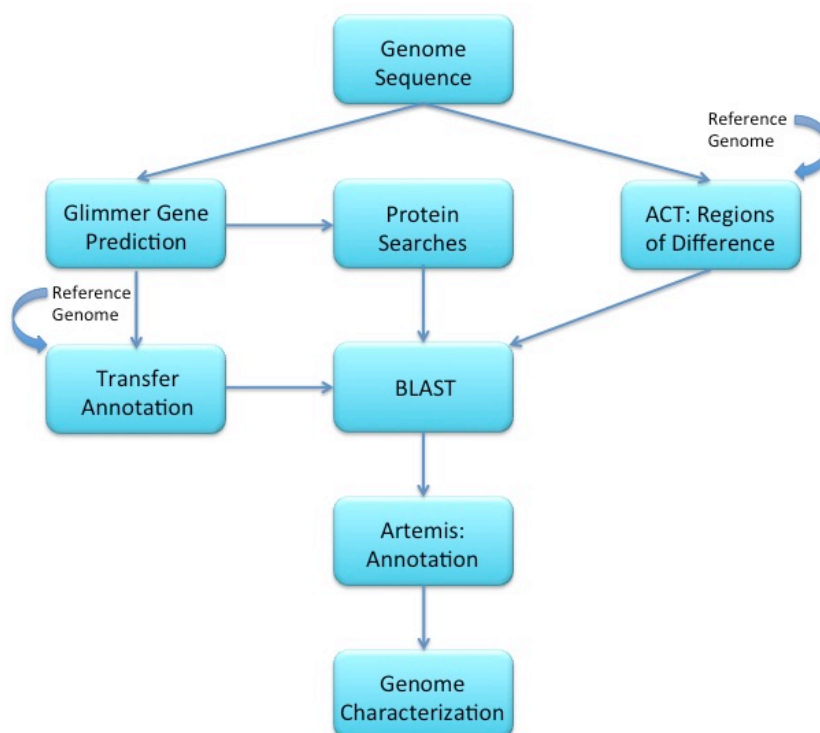 Genome
Sequence
Reference
Genome
Glimmer Gene
Prediction
Protein
Searches
ACT: Regions
of Difference
Reference
Genome
Transfer
Annotation
BLAST
Artemis:
Annotation
Genome
Characterization